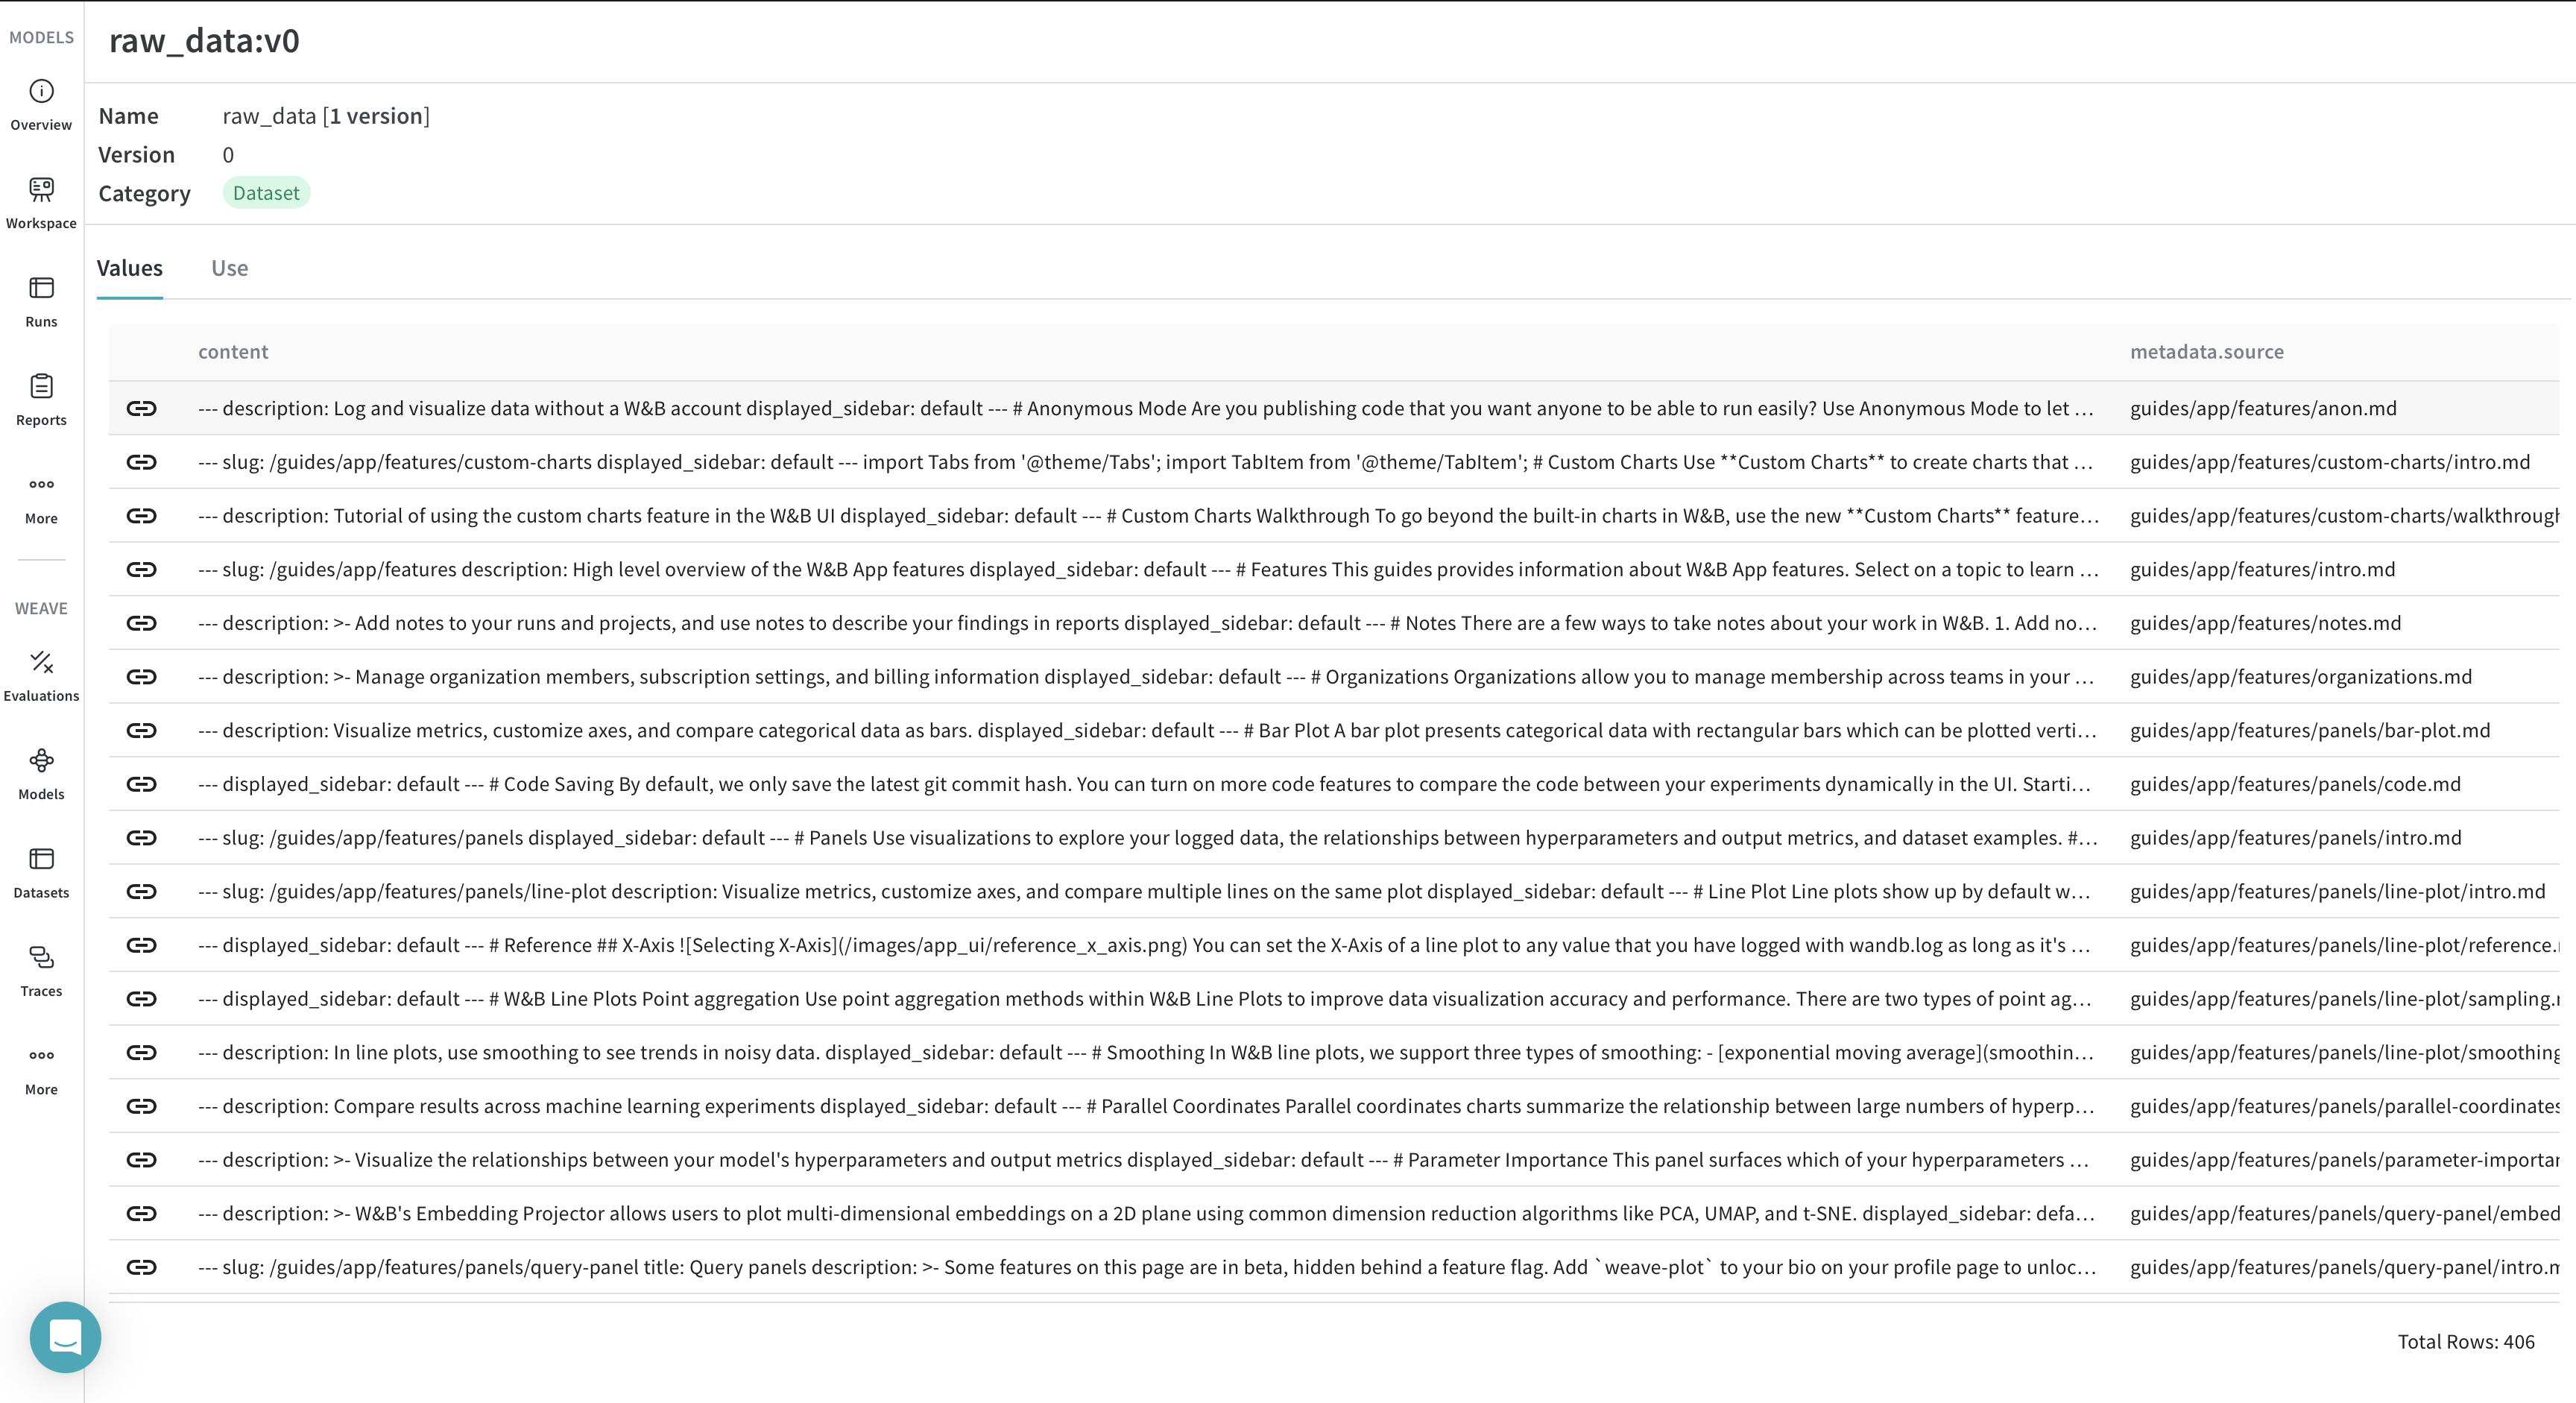 MODELS
Overview
Workspace
Runs
Reports
More
WEAVE
Evaluations
Models
Datasets
Traces
More
raw_data:v0
Name raw_data [1 version]
Version 0
Category Dataset
Values Use
content metadata.source
--- description: Log and visualize data without a W&B account displayed_sidebar: default --- # Anonymous Mode Are you publishing code that you want anyone to be able to run easily? Use Anonymous Mode to let … guides/app/features/anon.md
--- slug: /guides/app/features/custom-charts displayed_sidebar: default --- import Tabs from '@theme/Tabs'; import TabItem from '@theme/TabItem'; # Custom Charts Use **Custom Charts** to create charts that … guides/app/features/custom-charts/intro.md
--- description: Tutorial of using the custom charts feature in the W&B UI displayed_sidebar: default --- # Custom Charts Walkthrough To go beyond the built-in charts in W&B, use the new **Custom Charts** feature… guides/app/features/custom-charts/walkthrough
--- slug: /guides/app/features description: High level overview of the W&B App features displayed_sidebar: default --- # Features This guides provides information about W&B App features. Select on a topic to learn … guides/app/features/intro.md
--- description: >- Add notes to your runs and projects, and use notes to describe your findings in reports displayed_sidebar: default --- # Notes There are a few ways to take notes about your work in W&B. 1. Add no… guides/app/features/notes.md
--- description: >- Manage organization members, subscription settings, and billing information displayed_sidebar: default --- # Organizations Organizations allow you to manage membership across teams in your … guides/app/features/organizations.md
--- description: Visualize metrics, customize axes, and compare categorical data as bars. displayed_sidebar: default --- # Bar Plot A bar plot presents categorical data with rectangular bars which can be plotted verti… guides/app/features/panels/bar-plot.md
--- displayed_sidebar: default --- # Code Saving By default, we only save the latest git commit hash. You can turn on more code features to compare the code between your experiments dynamically in the UI. Starti… guides/app/features/panels/code.md
--- slug: /guides/app/features/panels displayed_sidebar: default --- # Panels Use visualizations to explore your logged data, the relationships between hyperparameters and output metrics, and dataset examples. #… guides/app/features/panels/intro.md
--- slug: /guides/app/features/panels/line-plot description: Visualize metrics, customize axes, and compare multiple lines on the same plot displayed_sidebar: default --- # Line Plot Line plots show up by default w… guides/app/features/panels/line-plot/intro.md
--- displayed_sidebar: default --- # Reference ## X-Axis ![Selecting X-Axis](/images/app_ui/reference_x_axis.png) You can set the X-Axis of a line plot to any value that you have logged with wandb.log as long as it's … guides/app/features/panels/line-plot/reference.
--- displayed_sidebar: default --- # W&B Line Plots Point aggregation Use point aggregation methods within W&B Line Plots to improve data visualization accuracy and performance. There are two types of point ag… guides/app/features/panels/line-plot/sampling.
--- description: In line plots, use smoothing to see trends in noisy data. displayed_sidebar: default --- # Smoothing In W&B line plots, we support three types of smoothing: - [exponential moving average](smoothin… guides/app/features/panels/line-plot/smoothing
--- description: Compare results across machine learning experiments displayed_sidebar: default --- # Parallel Coordinates Parallel coordinates charts summarize the relationship between large numbers of hyperp… guides/app/features/panels/parallel-coordinates
--- description: >- Visualize the relationships between your model's hyperparameters and output metrics displayed_sidebar: default --- # Parameter Importance This panel surfaces which of your hyperparameters … guides/app/features/panels/parameter-importan
--- description: >- W&B's Embedding Projector allows users to plot multi-dimensional embeddings on a 2D plane using common dimension reduction algorithms like PCA, UMAP, and t-SNE. displayed_sidebar: defa… guides/app/features/panels/query-panel/embed
--- slug: /guides/app/features/panels/query-panel title: Query panels description: >- Some features on this page are in beta, hidden behind a feature flag. Add `weave-plot` to your bio on your profile page to unloc… guides/app/features/panels/query-panel/intro.m
Total Rows: 406